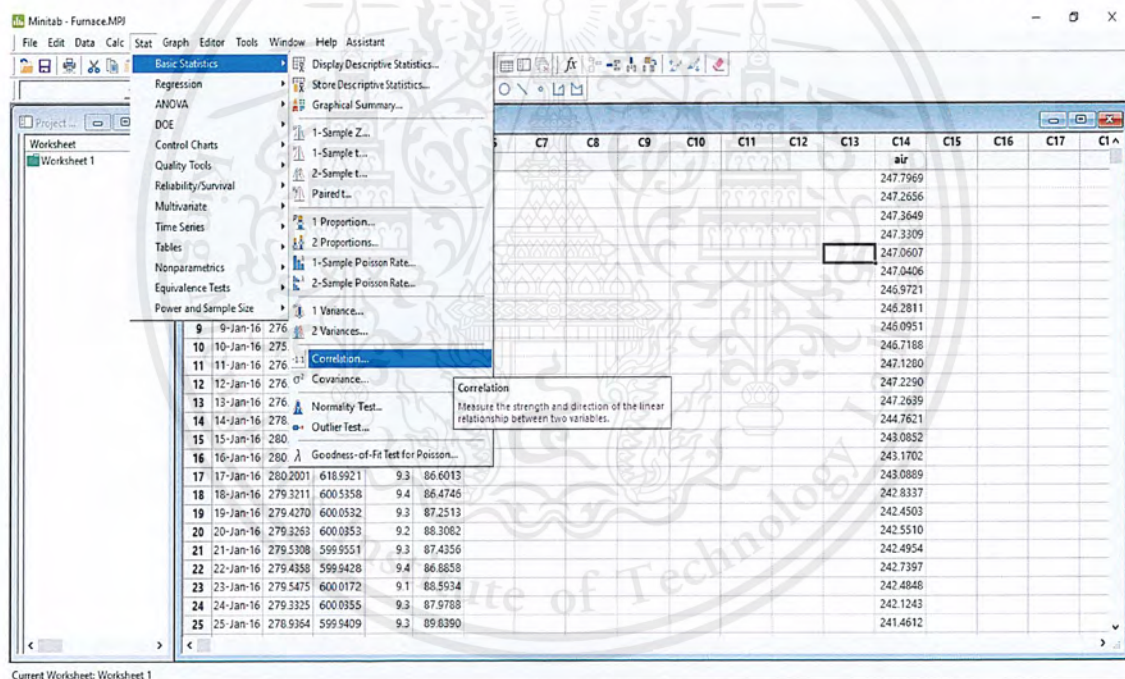 Minitab - Furnace.MPJ
File Edit Data Calc Stat Graph Editor Tools Window Help Assistant
Basic Statistics
Regression
ANOVA
DOE
Control Charts
Quality Tools
Reliability/Survival
Multivariate
Time Series
Tables
Nonparametrics
Equivalence Tests
Power and Sample Size
Display Descriptive Statistics...
Store Descriptive Statistics...
Graphical Summary...
1-Sample Z...
1-Sample t...
2-Sample t...
Paired t...
1 Proportion...
2 Proportions...
1-Sample Poisson Rate...
2-Sample Poisson Rate...
1 Variance...
2 Variances...
Correlation...
Covariance...
Normality Test...
Outlier Test...
Goodness-of-Fit Test for Poisson...
Correlation
Measure the strength and direction of the linear
relationship between two variables.
Project ...
Worksheet
Worksheet 1
C7 C8 C9 C10 C11 C12 C13 C14 C15 C16 C17
air
247.7969
247.2656
247.3649
247.3309
247.0607
247.0406
246.9721
246.2811
9 9-Jan-16 276. 246.0951
10 10-Jan-16 275. 246.7188
11 11-Jan-16 276. 247.1280
12 12-Jan-16 276. 247.2290
13 13-Jan-16 276. 247.2639
14 14-Jan-16 278. 244.7621
15 15-Jan-16 280. 243.0852
16 16-Jan-16 280. 243.1702
17 17-Jan-16 280.2001 618.9921 9.3 86.6013 243.0889
18 18-Jan-16 279.3211 600.5358 9.4 86.4746 242.8337
19 19-Jan-16 279.4270 600.0532 9.3 87.2513 242.4503
20 20-Jan-16 279.3263 600.0353 9.2 88.3082 242.5510
21 21-Jan-16 279.5308 599.9551 9.3 87.4356 242.4954
22 22-Jan-16 279.4358 599.9428 9.4 86.8858 242.7397
23 23-Jan-16 279.5475 600.0172 9.1 88.5934 242.4848
24 24-Jan-16 279.3325 600.0355 9.3 87.9788 242.1243
25 25-Jan-16 278.9364 599.9409 9.3 89.8390 241.4612
Current Worksheet: Worksheet 1
Institute of Technology